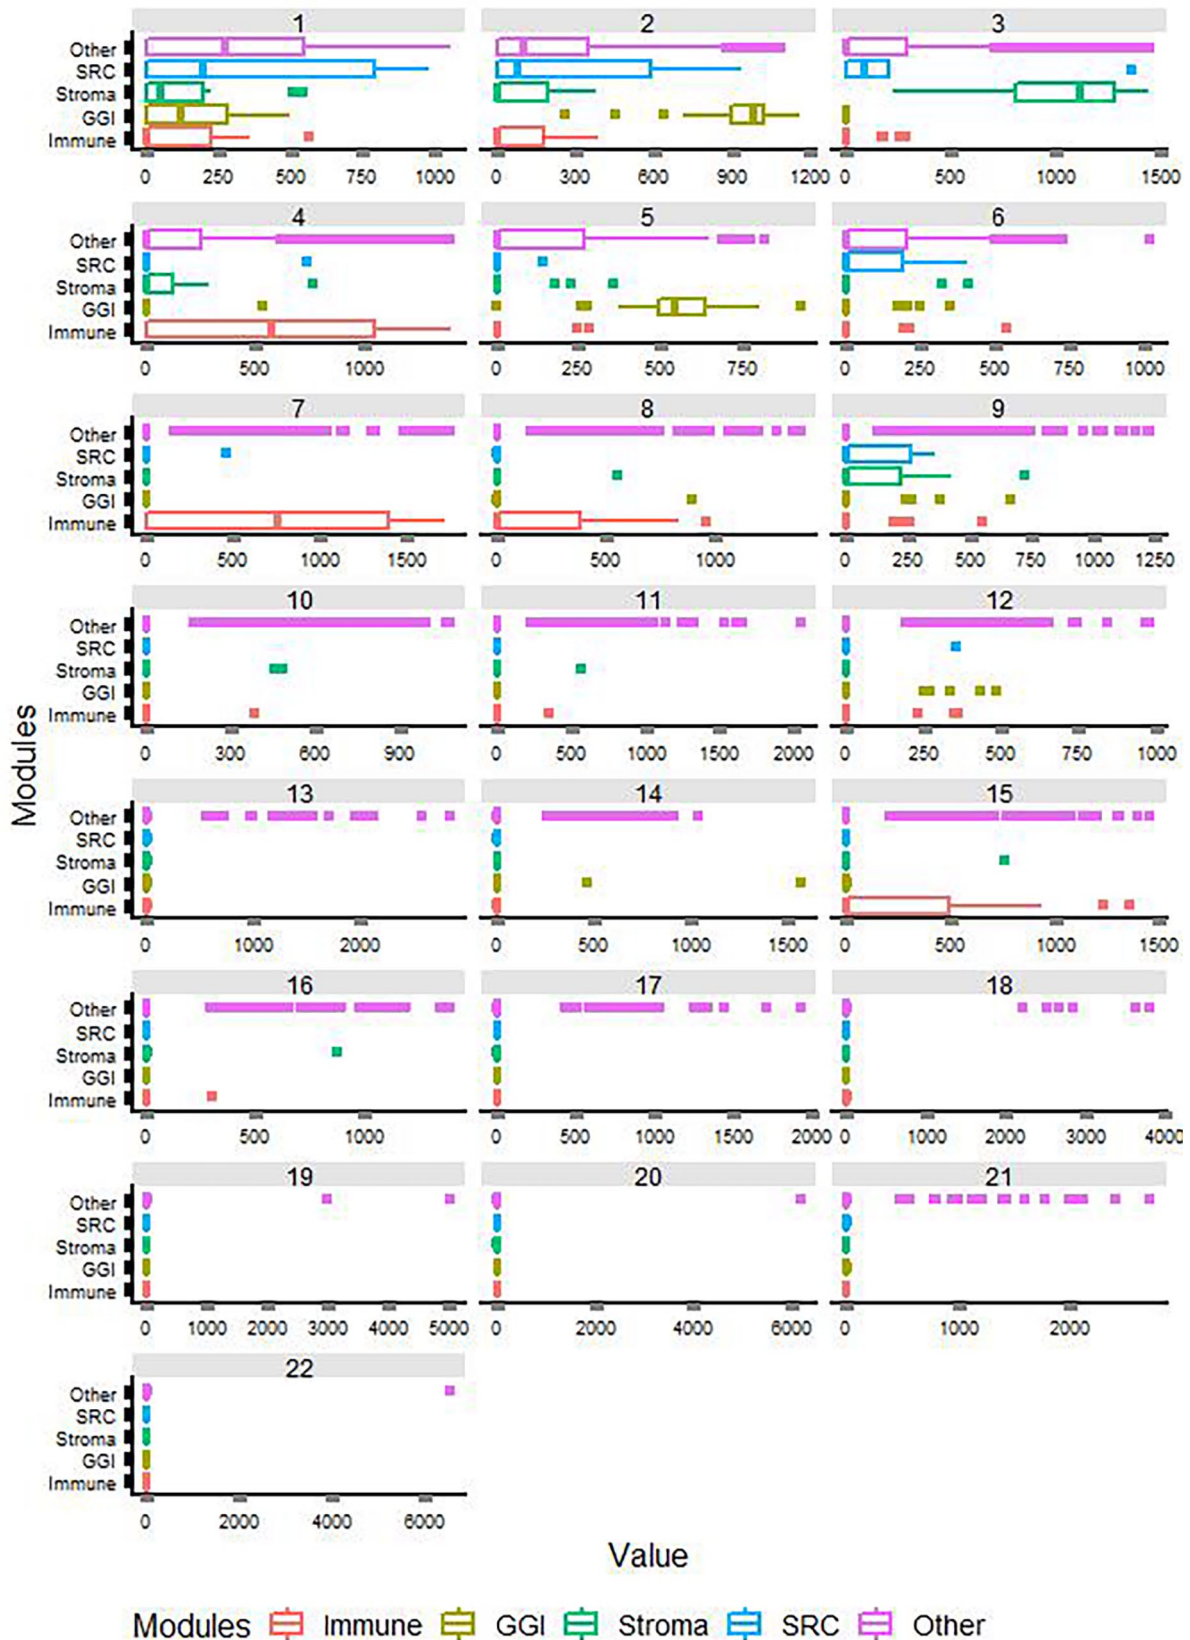 1 2 3
Other
SRC
Stroma
GGI
Immune
0 250 500 750 1000 0 300 600 900 1200 0 500 1000 1500
4 5 6
Other
SRC
Stroma
GGI
Immune
0 500 1000 0 250 500 750 0 250 500 750 1000
7 8 9
Other
SRC
Stroma
GGI
Immune
0 500 1000 1500 0 500 1000 0 250 500 750 1000 1250
10 11 12
Other
SRC
Stroma
GGI
Immune
0 300 600 900 0 500 1000 1500 2000 0 250 500 750 1000
Modules
13 14 15
Other
SRC
Stroma
GGI
Immune
0 1000 2000 0 500 1000 1500 0 500 1000 1500
16 17 18
Other
SRC
Stroma
GGI
Immune
0 500 1000 0 500 1000 1500 2000 0 1000 2000 3000 4000
19 20 21
Other
SRC
Stroma
GGI
Immune
0 1000 2000 3000 4000 5000 0 2000 4000 6000 0 1000 2000
22
Other
SRC
Stroma
GGI
Immune
0 2000 4000 6000
Value
Modules Immune GGI Stroma SRC Other